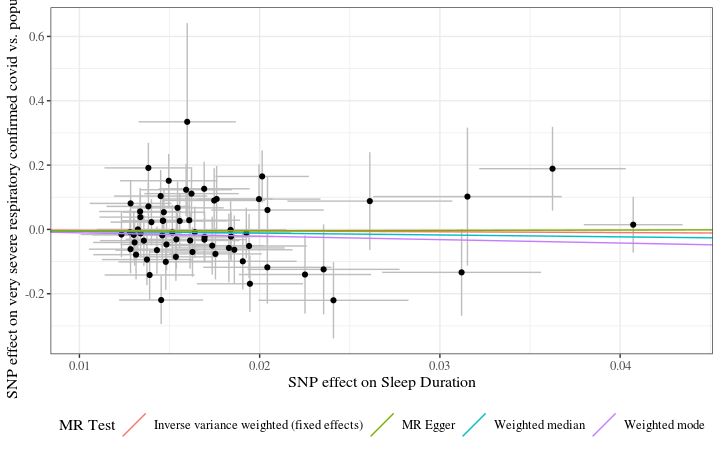 SNP effect on very severe respiratory confirmed covid vs.
0.6
0.4
0.2
0.0
-0.2
0.01 0.02 0.03 0.04
SNP effect on Sleep Duration
MR Test Inverse variance weighted (fixed effects) MR Egger Weighted median Weighted mode